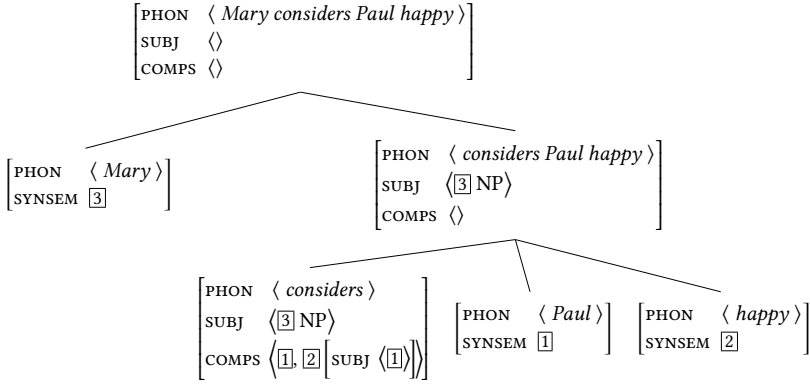 PHON ⟨ Mary considers Paul happy ⟩
SUBJ ⟨⟩
COMPS ⟨⟩
PHON ⟨ Mary ⟩
SYNSEM 3
PHON ⟨ considers Paul happy ⟩
SUBJ ⟨ 3 NP ⟩
COMPS ⟨⟩
PHON ⟨ considers ⟩
SUBJ ⟨ 3 NP ⟩
COMPS ⟨ 1, 2 [ SUBJ ⟨ 1 ⟩ ] ⟩
PHON ⟨ Paul ⟩
SYNSEM 1
PHON ⟨ happy ⟩
SYNSEM 2